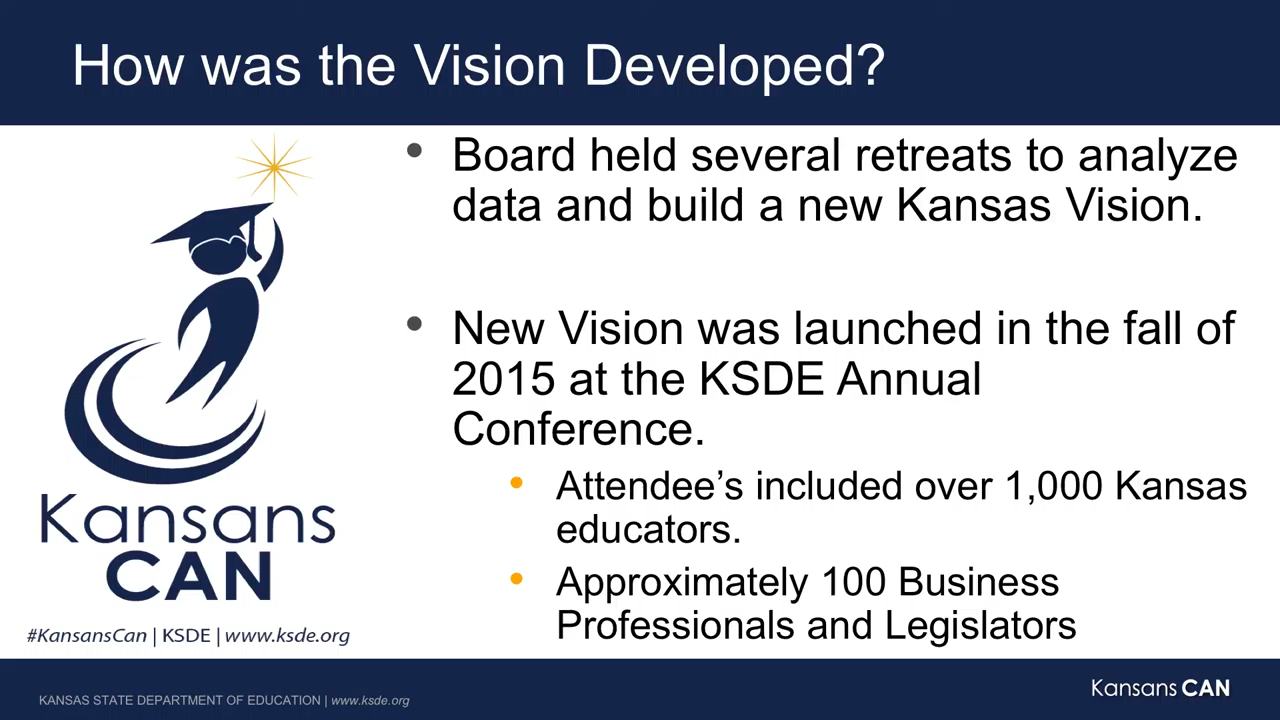 How was the Vision Developed?
• Board held several retreats to analyze
data and build a new Kansas Vision.
• New Vision was launched in the fall of
2015 at the KSDE Annual
Conference.
• Attendee’s included over 1,000 Kansas
educators.
• Approximately 100 Business
Professionals and Legislators
Kansans
CAN
#KansansCan | KSDE | www.ksde.org
KANSAS STATE DEPARTMENT OF EDUCATION | www.ksde.org
Kansans CAN